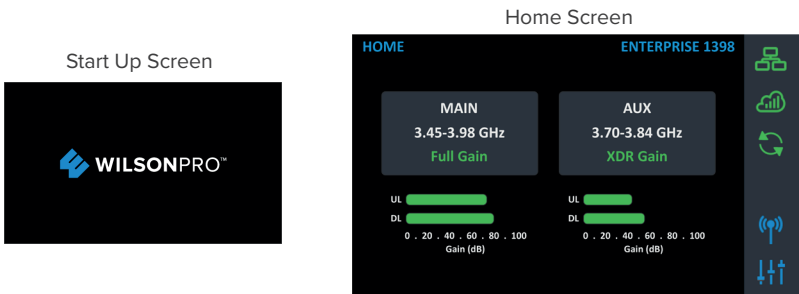 Home Screen
Start Up Screen
WILSONPRO™
HOME
ENTERPRISE 1398
MAIN
3.45-3.98 GHz
Full Gain
UL
DL
0 . 20 . 40 . 60 . 80 . 100
Gain (dB)
AUX
3.70-3.84 GHz
XDR Gain
UL
DL
0 . 20 . 40 . 60 . 80 . 100
Gain (dB)